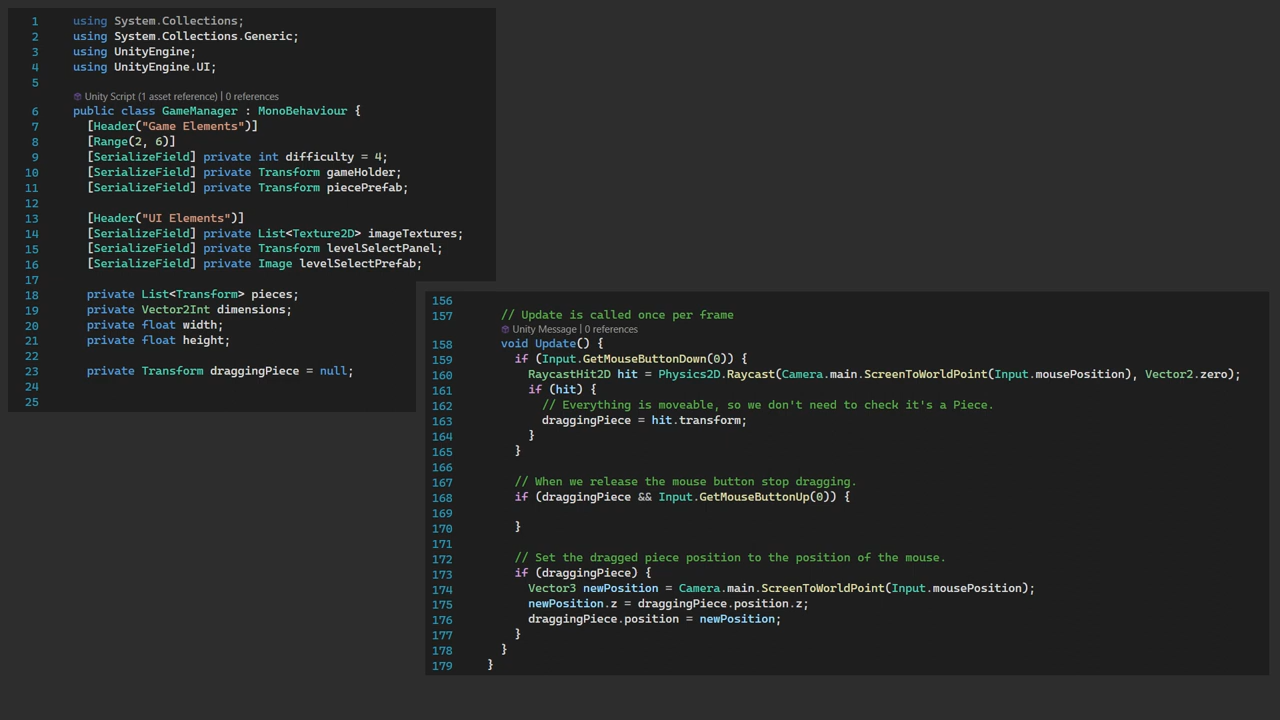 1 using System.Collections;
2 using System.Collections.Generic;
3 using UnityEngine;
4 using UnityEngine.UI;
5
Unity Script (1 asset reference) | 0 references
6 public class GameManager : MonoBehaviour {
7 [Header("Game Elements")]
8 [Range(2, 6)]
9 [SerializeField] private int difficulty = 4;
10 [SerializeField] private Transform gameHolder;
11 [SerializeField] private Transform piecePrefab;
12
13 [Header("UI Elements")]
14 [SerializeField] private List<Texture2D> imageTextures;
15 [SerializeField] private Transform levelSelectPanel;
16 [SerializeField] private Image levelSelectPrefab;
17
18 private List<Transform> pieces;
19 private Vector2Int dimensions;
20 private float width;
21 private float height;
22
23 private Transform draggingPiece = null;
24
25
156
157 // Update is called once per frame
Unity Message | 0 references
158 void Update() {
159 if (Input.GetMouseButtonDown(0)) {
160 RaycastHit2D hit = Physics2D.Raycast(Camera.main.ScreenToWorldPoint(Input.mousePosition), Vector2.zero);
161 if (hit) {
162 // Everything is moveable, so we don't need to check it's a Piece.
163 draggingPiece = hit.transform;
164 }
165 }
166
167 // When we release the mouse button stop dragging.
168 if (draggingPiece && Input.GetMouseButtonUp(0)) {
169
170 }
171
172 // Set the dragged piece position to the position of the mouse.
173 if (draggingPiece) {
174 Vector3 newPosition = Camera.main.ScreenToWorldPoint(Input.mousePosition);
175 newPosition.z = draggingPiece.position.z;
176 draggingPiece.position = newPosition;
177 }
178 }
179 }